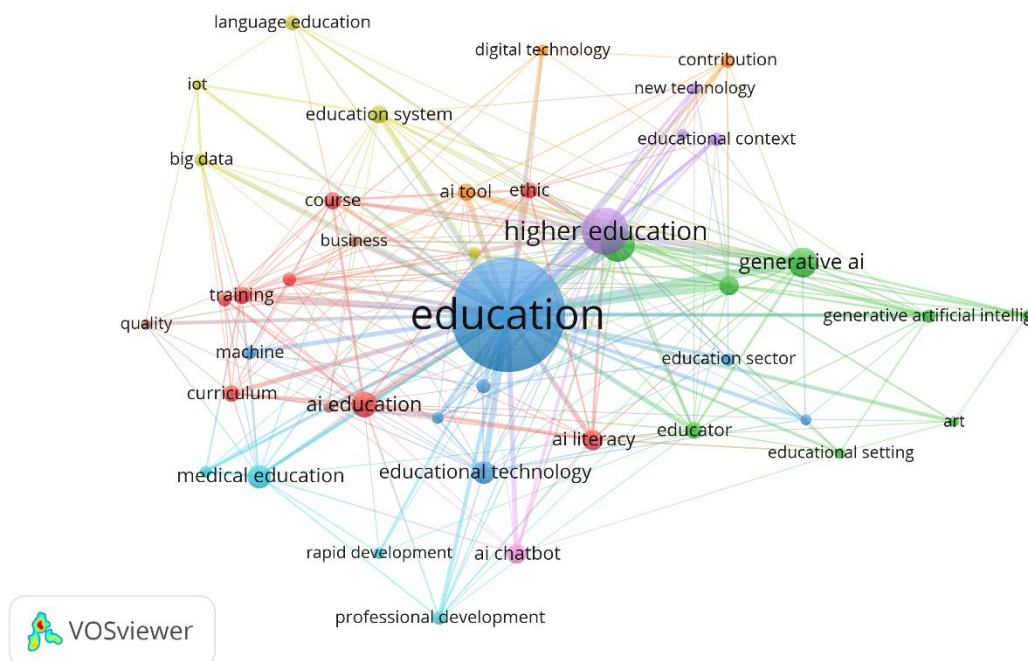 language education
digital technology
contribution
iot
new technology
education system
educational context
big data
ai tool
ethic
course
higher education
business
generative ai
training
education
quality
generative artificial intellig
machine
education sector
curriculum
ai education
art
ai literacy
educator
educational setting
medical education
educational technology
rapid development
ai chatbot
professional development
VOSviewer